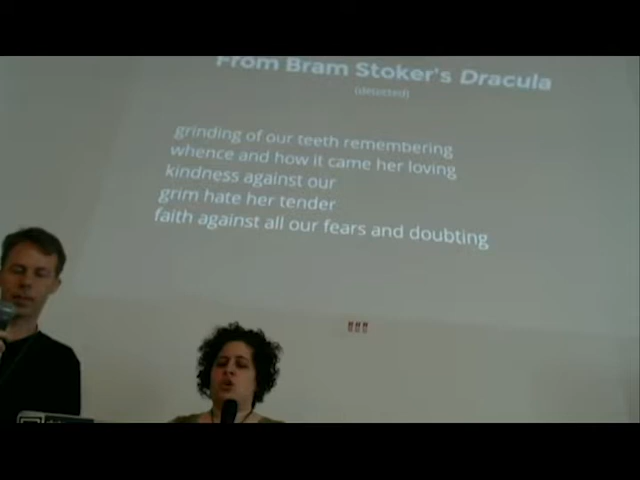 From Bram Stoker's Dracula
(detected)
grinding of our teeth remembering
whence and how it came her loving
kindness against our
grim hate her tender
faith against all our fears and doubting